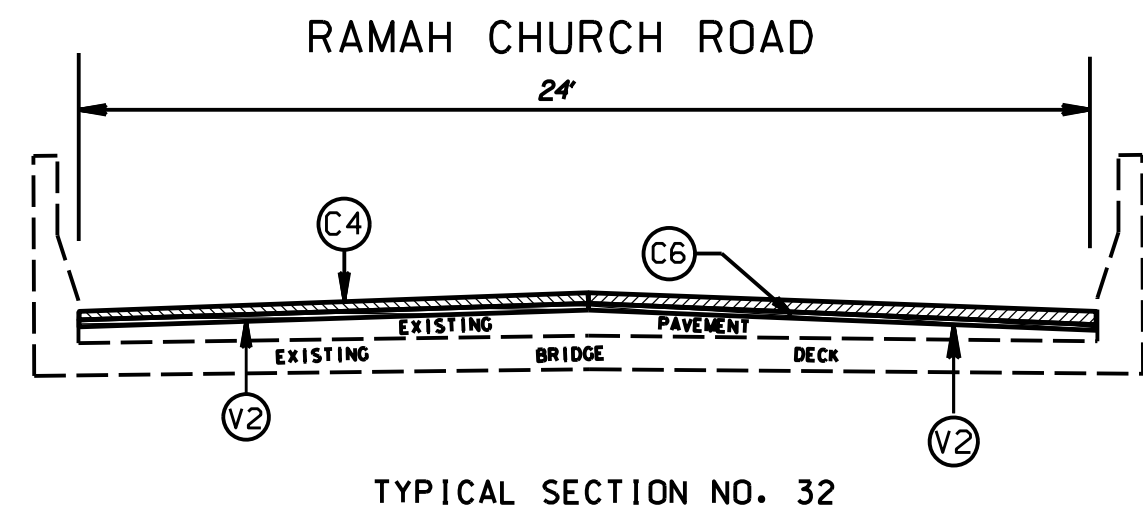 RAMAH CHURCH ROAD
24'
C4
C6
EXISTING PAVEMENT
EXISTING BRIDGE DECK
V2
V2
TYPICAL SECTION NO. 32